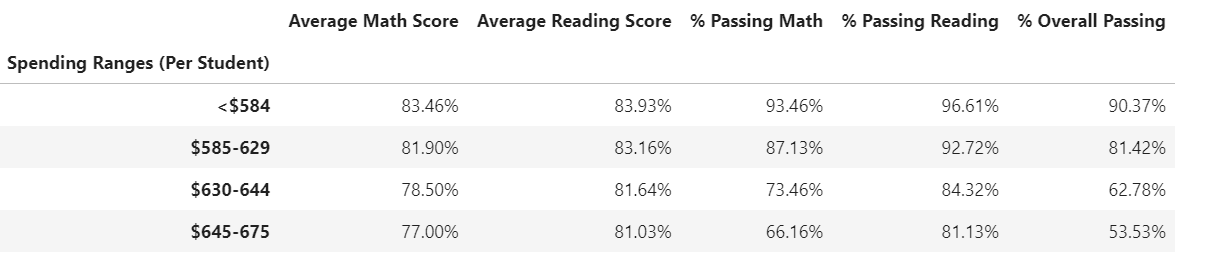 Average Math Score Average Reading Score % Passing Math % Passing Reading % Overall Passing
Spending Ranges (Per Student)
<$584 83.46% 83.93% 93.46% 96.61% 90.37%
$585-629 81.90% 83.16% 87.13% 92.72% 81.42%
$630-644 78.50% 81.64% 73.46% 84.32% 62.78%
$645-675 77.00% 81.03% 66.16% 81.13% 53.53%